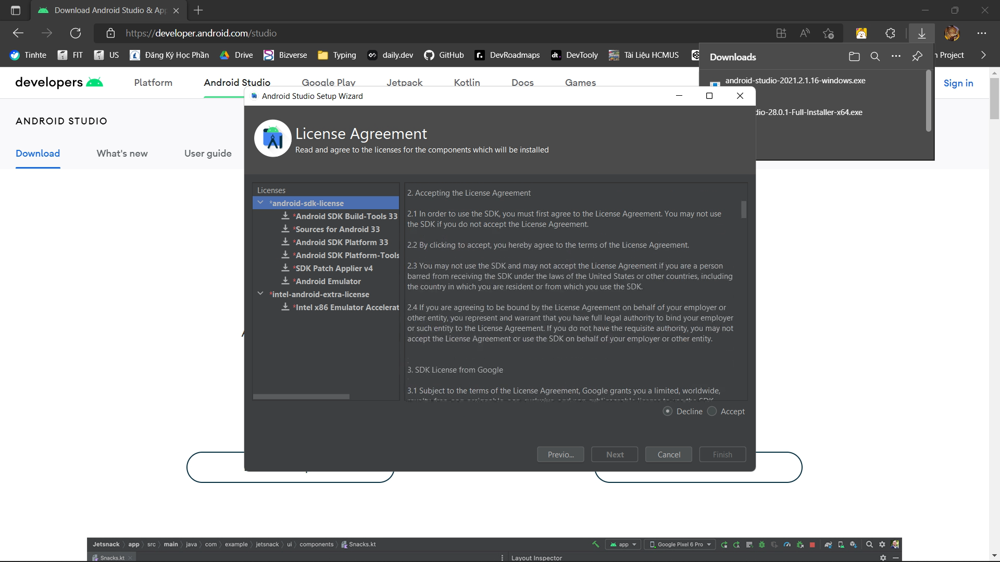 Download Android Studio & Ap
https://developer.android.com/studio
Tinhte
FIT
US
Đăng Ký Học Phần
Drive
Bizverse
Typing
daily.dev
GitHub
DevRoadmaps
DevTooly
Tài Liệu HCMUS
Project
Downloads
android-studio-2021.2.1.16-windows.exe
dio-28.0.1-Full-Installer-x64.exe
developers
Platform
Android Studio
Google Play
Jetpack
Kotlin
Docs
Games
Sign in
ANDROID STUDIO
Download
What's new
User guide
Android Studio Setup Wizard
License Agreement
Read and agree to the licenses for the components which will be installed
Licenses
*android-sdk-license
*Android SDK Build-Tools 33
*Sources for Android 33
*Android SDK Platform 33
*Android SDK Platform-Tools
*SDK Patch Applier v4
*Android Emulator
*intel-android-extra-license
*Intel x86 Emulator Accelerat
2. Accepting the License Agreement
2.1 In order to use the SDK, you must first agree to the License Agreement. You may not use
the SDK if you do not accept the License Agreement.
2.2 By clicking to accept, you hereby agree to the terms of the License Agreement.
2.3 You may not use the SDK and may not accept the License Agreement if you are a person
barred from receiving the SDK under the laws of the United States or other countries, including
the country in which you are resident or from which you use the SDK.
2.4 If you are agreeing to be bound by the License Agreement on behalf of your employer or
other entity, you represent and warrant that you have full legal authority to bind your employer
or such entity to the License Agreement. If you do not have the requisite authority, you may not
accept the License Agreement or use the SDK on behalf of your employer or other entity.
3. SDK License from Google
3.1 Subject to the terms of the License Agreement, Google grants you a limited, worldwide,
Decline
Accept
Previo...
Next
Cancel
Finish
Jetsnack
app
src
main
java
com
example
jetsnack
ui
components
Snacks.kt
app
Google Pixel 6 Pro
Snacks.kt
Layout Inspector